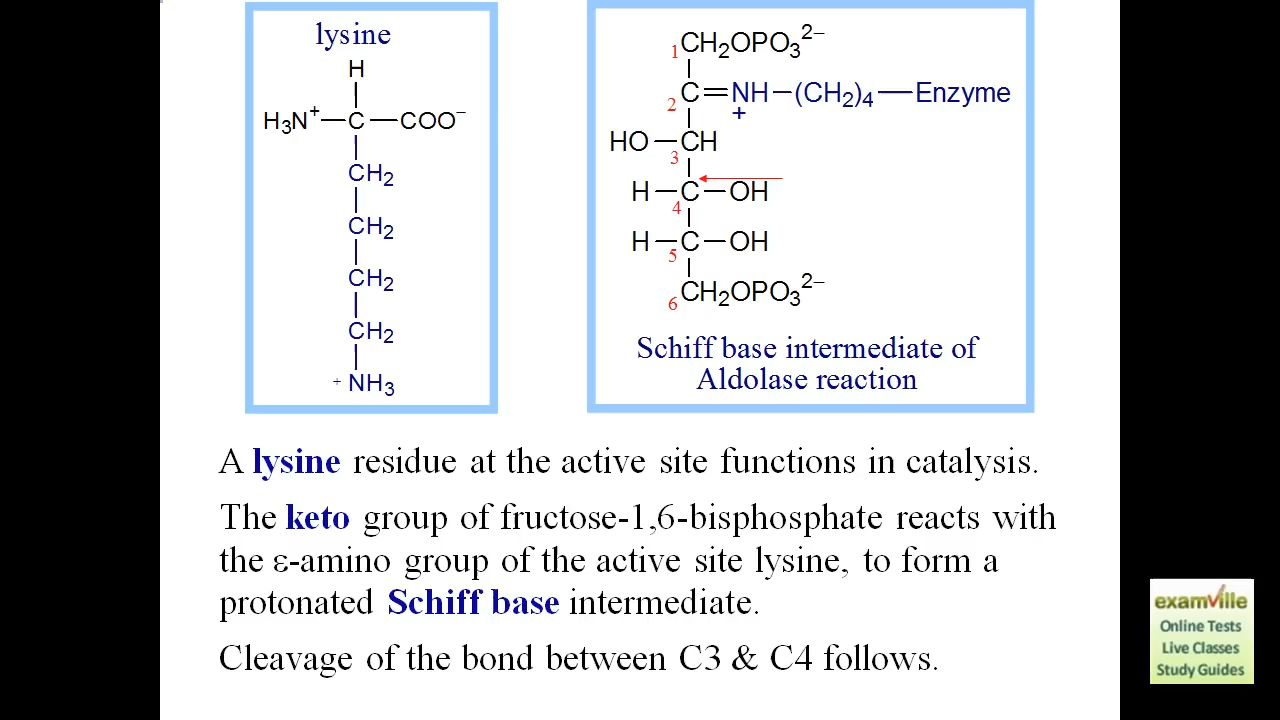 lysine
H
H₃N⁺—C—COO⁻
CH₂
CH₂
CH₂
CH₂
⁺NH₃
1 CH₂OPO₃²⁻
2 C=NH—(CH₂)₄—Enzyme
+
HO—CH
3
H—C—OH
4
H—C—OH
5
6 CH₂OPO₃²⁻
Schiff base intermediate of
Aldolase reaction
A lysine residue at the active site functions in catalysis.
The keto group of fructose-1,6-bisphosphate reacts with
the ε-amino group of the active site lysine, to form a
protonated Schiff base intermediate.
Cleavage of the bond between C3 & C4 follows.
examville
Online Tests
Live Classes
Study Guides